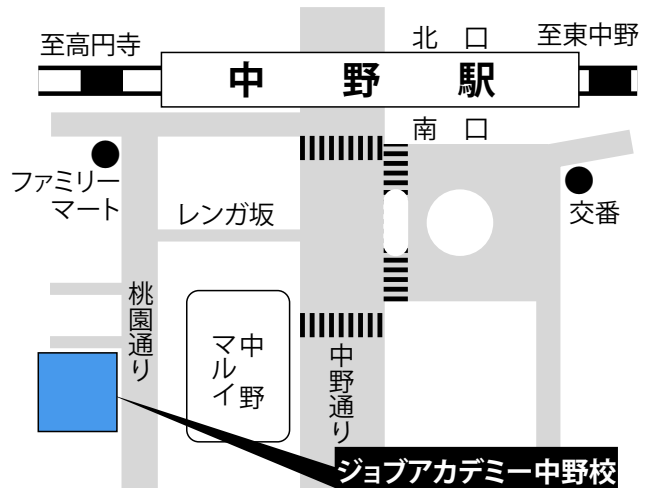 至高円寺
北口
至東中野
中野駅
南口
ファミリー
マート
レンガ坂
交番
桃園通り
中野
マルイ
中野通り
ジョブアカデミー中野校